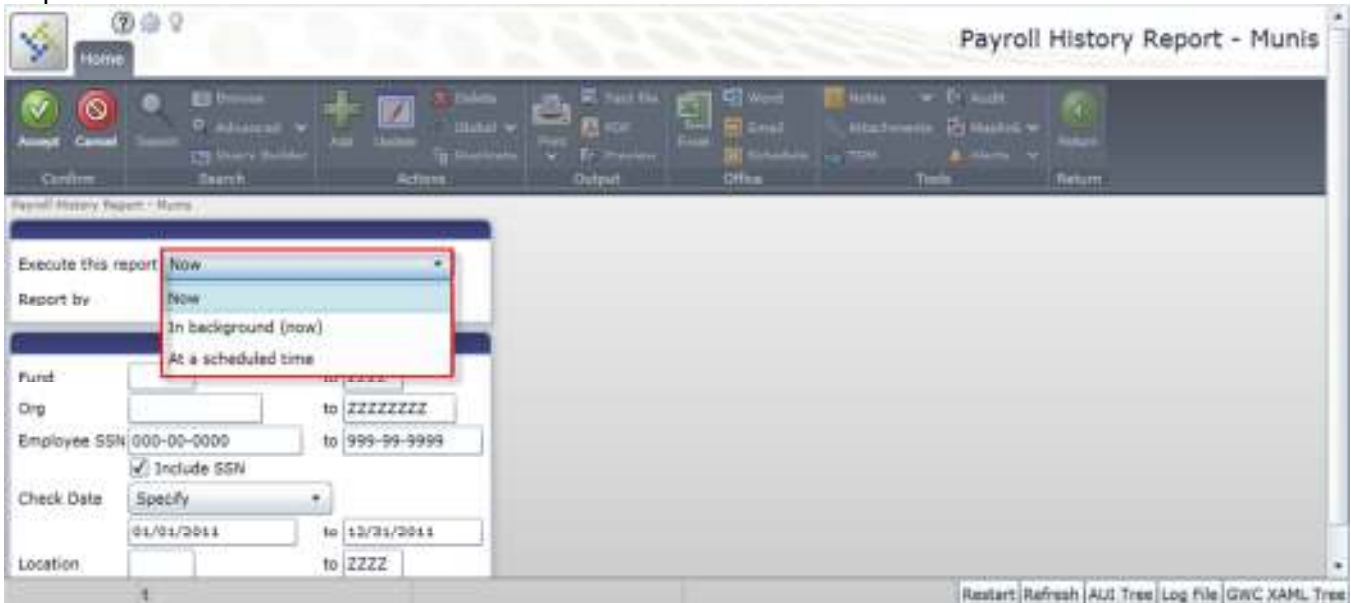 Payroll History Report - Munis
Home
Accept Cancel Search Browse Advanced Query Builder Add Update Delete Global Duplicate Print Text file PDF Preview Excel Word Email Schedule Notes Attachments Audit MapLink Alerts Return
Confirm Search Actions Output Office Tools Return
Payroll History Report - Munis
Execute this report Now
Report by Now
In background (now)
At a scheduled time
Fund to ZZZZ
Org to ZZZZZZZZ
Employee SSN 000-00-0000 to 999-99-9999
Include SSN
Check Date Specify
01/01/2011 to 12/31/2011
Location to ZZZZ
Restart Refresh AUI Tree Log File GWC XAML Tree